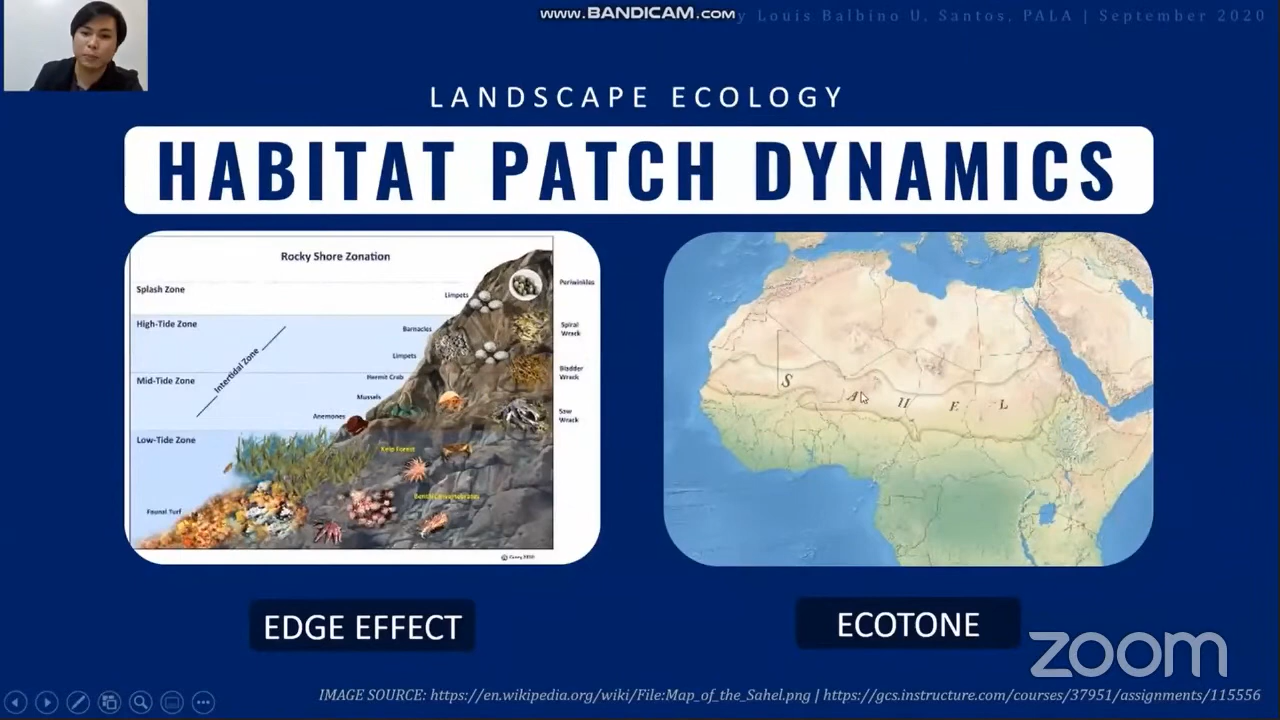 www.BANDICAM.com
y Louis Balbino U, Santos, PALA | September 2020
LANDSCAPE ECOLOGY
HABITAT PATCH DYNAMICS
Rocky Shore Zonation
Splash Zone
High-Tide Zone
Intertidal Zone
Mid-Tide Zone
Low-Tide Zone
Faunal Turf
Limpets
Barnacles
Limpets
Hermit Crab
Mussels
Anemones
Kelp Forest
Benthic Invertebrates
Periwinkles
Spiral
Wrack
Bladder
Wrack
Saw
Wrack
SAHEL
EDGE EFFECT
ECOTONE
zoom
IMAGE SOURCE: https://en.wikipedia.org/wiki/File:Map_of_the_Sahel.png | https://gcs.instructure.com/courses/37951/assignments/115556